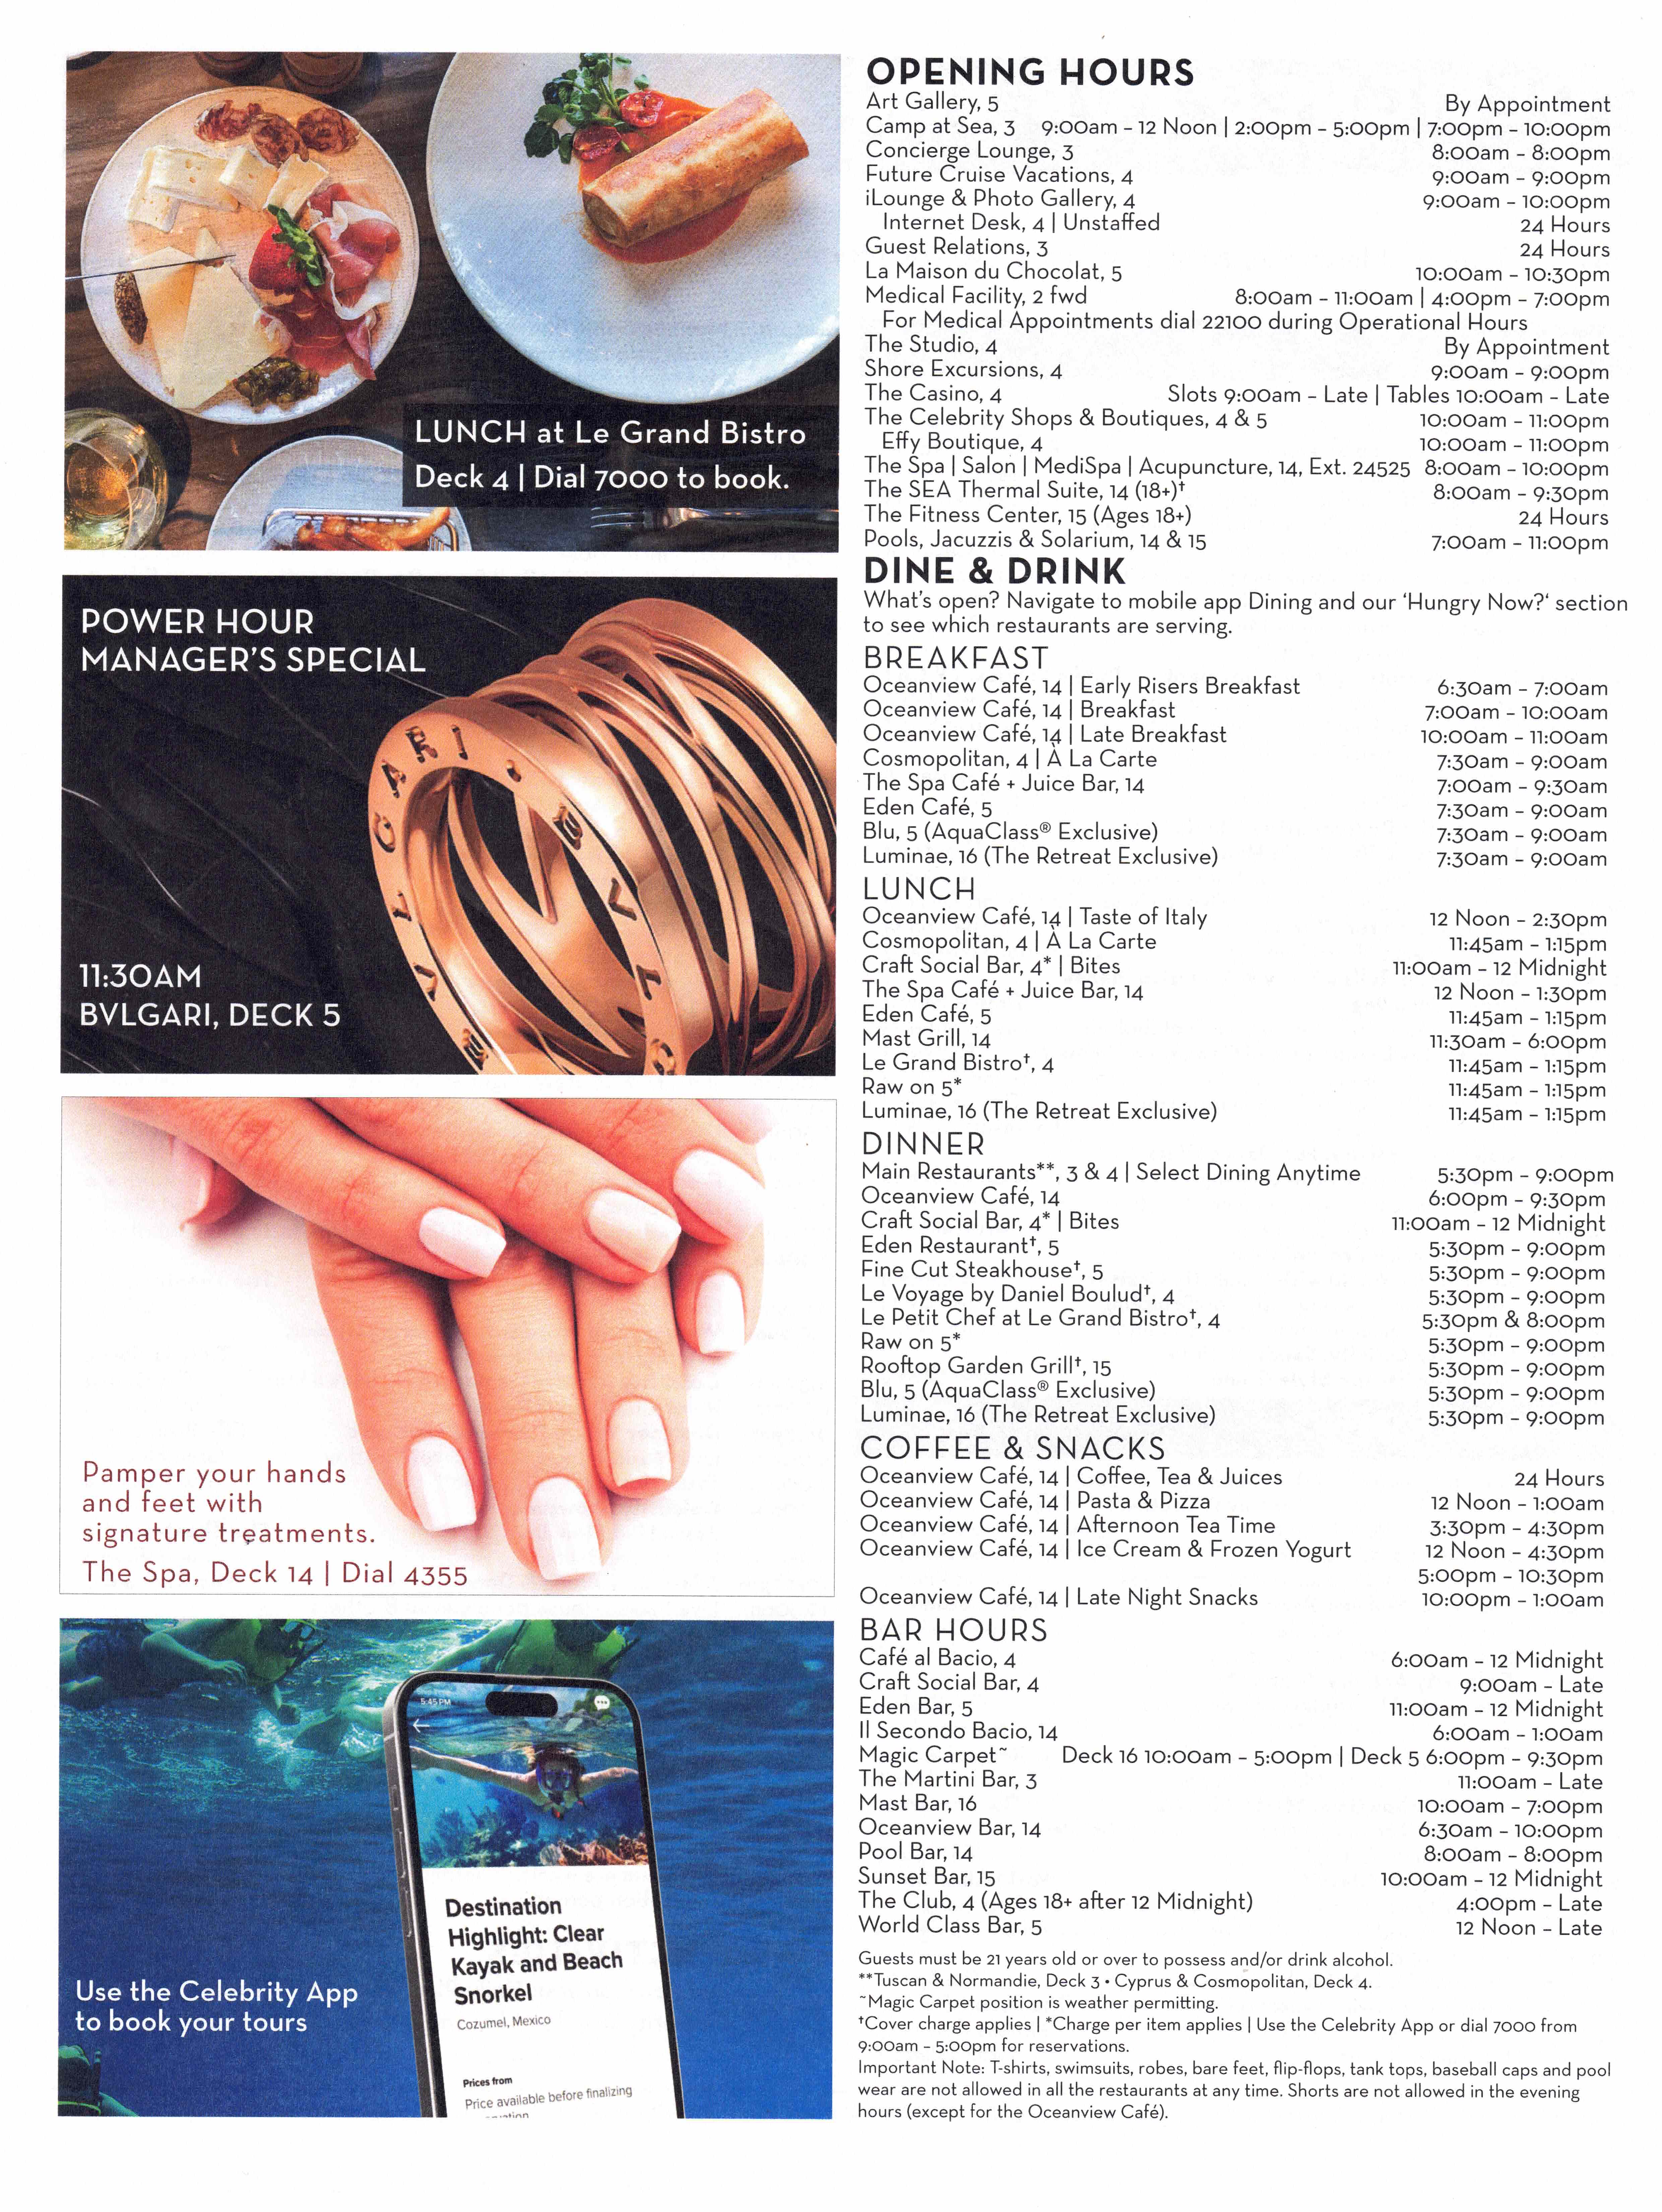 LUNCH at Le Grand Bistro
Deck 4 | Dial 7000 to book.
POWER HOUR
MANAGER'S SPECIAL
BVLGARI BVLGARI
11:30AM
BVLGARI, DECK 5
Pamper your hands
and feet with
signature treatments.
The Spa, Deck 14 | Dial 4355
5:45 PM
Destination
Highlight: Clear
Kayak and Beach
Snorkel
Cozumel, Mexico
Prices from
Price available before finalizing
Use the Celebrity App
to book your tours
OPENING HOURS
Art Gallery, 5 By Appointment
Camp at Sea, 3 9:00am – 12 Noon | 2:00pm – 5:00pm | 7:00pm – 10:00pm
Concierge Lounge, 3 8:00am – 8:00pm
Future Cruise Vacations, 4 9:00am – 9:00pm
iLounge & Photo Gallery, 4 9:00am – 10:00pm
Internet Desk, 4 | Unstaffed 24 Hours
Guest Relations, 3 24 Hours
La Maison du Chocolat, 5 10:00am – 10:30pm
Medical Facility, 2 fwd 8:00am – 11:00am | 4:00pm – 7:00pm
For Medical Appointments dial 22100 during Operational Hours
The Studio, 4 By Appointment
Shore Excursions, 4 9:00am – 9:00pm
The Casino, 4 Slots 9:00am – Late | Tables 10:00am – Late
The Celebrity Shops & Boutiques, 4 & 5 10:00am – 11:00pm
Effy Boutique, 4 10:00am – 11:00pm
The Spa | Salon | MediSpa | Acupuncture, 14, Ext. 24525 8:00am – 10:00pm
The SEA Thermal Suite, 14 (18+)† 8:00am – 9:30pm
The Fitness Center, 15 (Ages 18+) 24 Hours
Pools, Jacuzzis & Solarium, 14 & 15 7:00am – 11:00pm
DINE & DRINK
What's open? Navigate to mobile app Dining and our ‘Hungry Now?‘ section
to see which restaurants are serving.
BREAKFAST
Oceanview Café, 14 | Early Risers Breakfast 6:30am – 7:00am
Oceanview Café, 14 | Breakfast 7:00am – 10:00am
Oceanview Café, 14 | Late Breakfast 10:00am – 11:00am
Cosmopolitan, 4 | À La Carte 7:30am – 9:00am
The Spa Café + Juice Bar, 14 7:00am – 9:30am
Eden Café, 5 7:30am – 9:00am
Blu, 5 (AquaClass® Exclusive) 7:30am – 9:00am
Luminae, 16 (The Retreat Exclusive) 7:30am – 9:00am
LUNCH
Oceanview Café, 14 | Taste of Italy 12 Noon – 2:30pm
Cosmopolitan, 4 | À La Carte 11:45am – 1:15pm
Craft Social Bar, 4* | Bites 11:00am – 12 Midnight
The Spa Café + Juice Bar, 14 12 Noon – 1:30pm
Eden Café, 5 11:45am – 1:15pm
Mast Grill, 14 11:30am – 6:00pm
Le Grand Bistro†, 4 11:45am – 1:15pm
Raw on 5* 11:45am – 1:15pm
Luminae, 16 (The Retreat Exclusive) 11:45am – 1:15pm
DINNER
Main Restaurants**, 3 & 4 | Select Dining Anytime 5:30pm – 9:00pm
Oceanview Café, 14 6:00pm – 9:30pm
Craft Social Bar, 4* | Bites 11:00am – 12 Midnight
Eden Restaurant†, 5 5:30pm – 9:00pm
Fine Cut Steakhouse†, 5 5:30pm – 9:00pm
Le Voyage by Daniel Boulud†, 4 5:30pm – 9:00pm
Le Petit Chef at Le Grand Bistro†, 4 5:30pm & 8:00pm
Raw on 5* 5:30pm – 9:00pm
Rooftop Garden Grill†, 15 5:30pm – 9:00pm
Blu, 5 (AquaClass® Exclusive) 5:30pm – 9:00pm
Luminae, 16 (The Retreat Exclusive) 5:30pm – 9:00pm
COFFEE & SNACKS
Oceanview Café, 14 | Coffee, Tea & Juices 24 Hours
Oceanview Café, 14 | Pasta & Pizza 12 Noon – 1:00am
Oceanview Café, 14 | Afternoon Tea Time 3:30pm – 4:30pm
Oceanview Café, 14 | Ice Cream & Frozen Yogurt 12 Noon – 4:30pm
5:00pm – 10:30pm
Oceanview Café, 14 | Late Night Snacks 10:00pm – 1:00am
BAR HOURS
Café al Bacio, 4 6:00am – 12 Midnight
Craft Social Bar, 4 9:00am – Late
Eden Bar, 5 11:00am – 12 Midnight
Il Secondo Bacio, 14 6:00am – 1:00am
Magic Carpet~ Deck 16 10:00am – 5:00pm | Deck 5 6:00pm – 9:30pm
The Martini Bar, 3 11:00am – Late
Mast Bar, 16 10:00am – 7:00pm
Oceanview Bar, 14 6:30am – 10:00pm
Pool Bar, 14 8:00am – 8:00pm
Sunset Bar, 15 10:00am – 12 Midnight
The Club, 4 (Ages 18+ after 12 Midnight) 4:00pm – Late
World Class Bar, 5 12 Noon – Late
Guests must be 21 years old or over to possess and/or drink alcohol.
**Tuscan & Normandie, Deck 3 • Cyprus & Cosmopolitan, Deck 4.
~Magic Carpet position is weather permitting.
†Cover charge applies | *Charge per item applies | Use the Celebrity App or dial 7000 from
9:00am – 5:00pm for reservations.
Important Note: T-shirts, swimsuits, robes, bare feet, flip-flops, tank tops, baseball caps and pool
wear are not allowed in all the restaurants at any time. Shorts are not allowed in the evening
hours (except for the Oceanview Café).